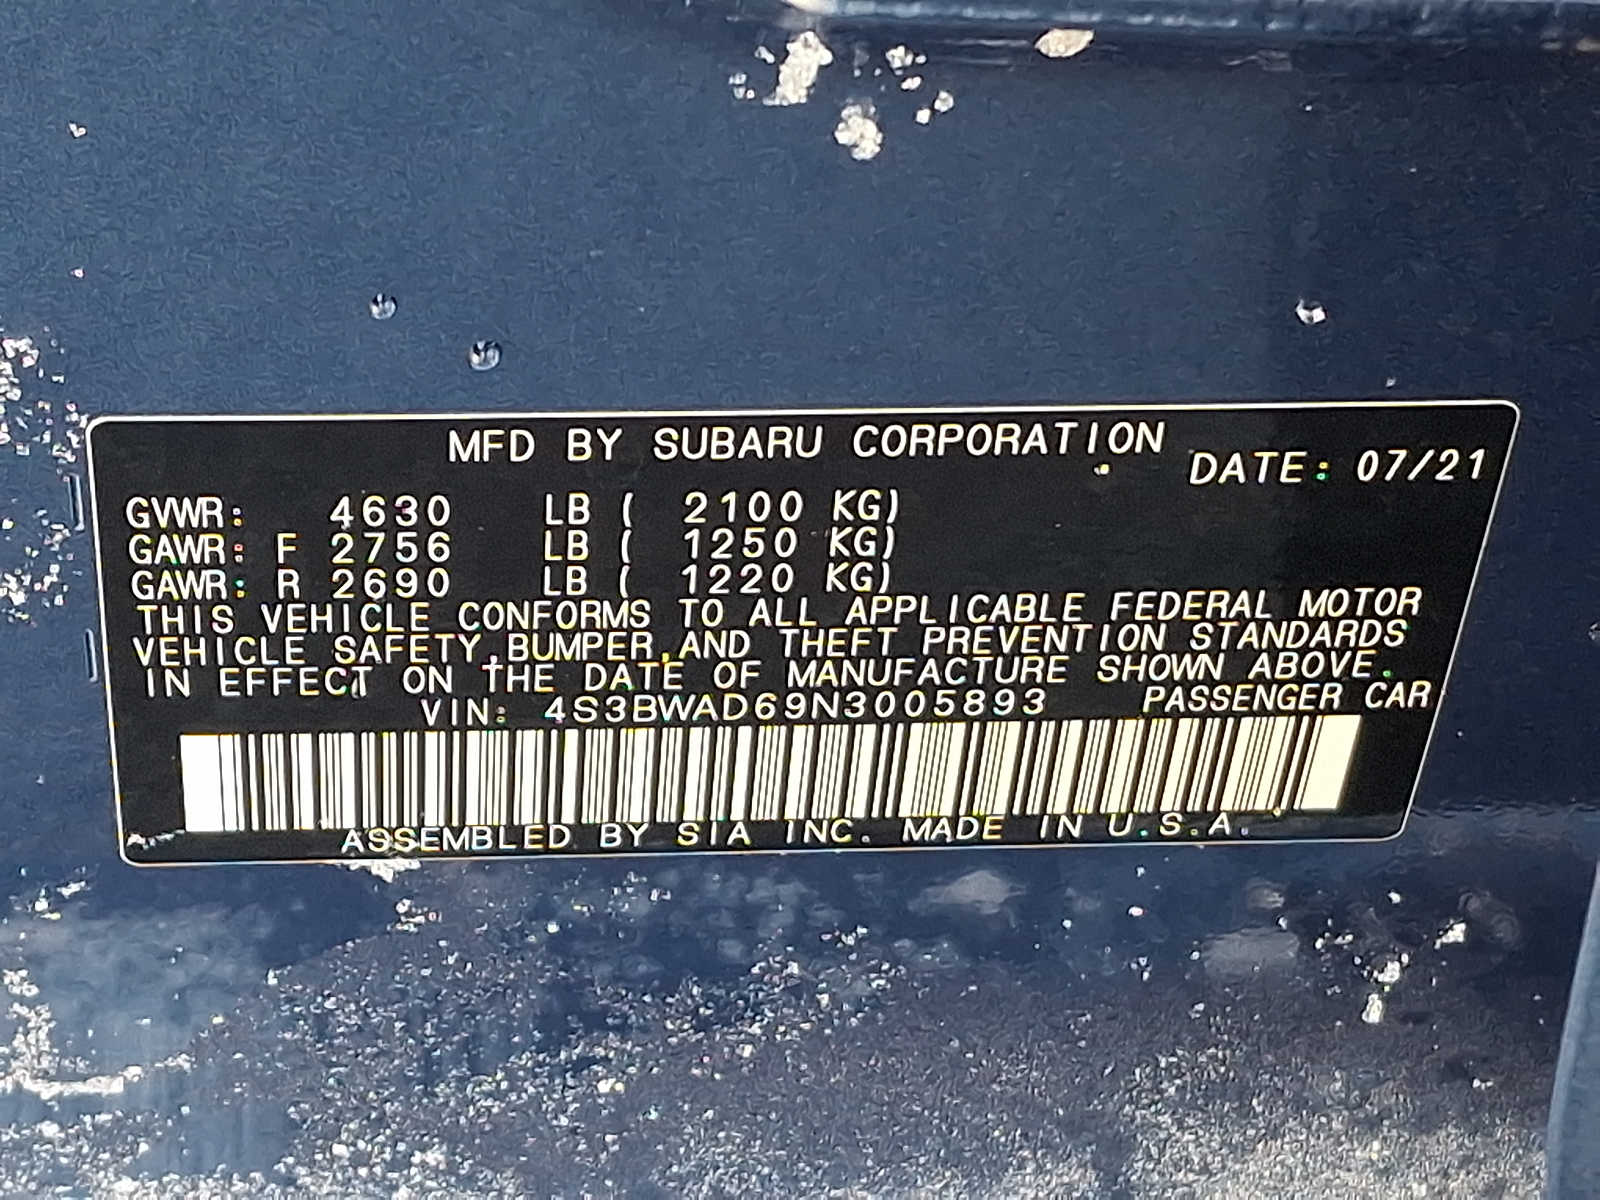 MFD BY SUBARU CORPORATION
DATE: 07/21
GVWR: 4630 LB ( 2100 KG)
GAWR: F 2756 LB ( 1250 KG)
GAWR: R 2690 LB ( 1220 KG)
THIS VEHICLE CONFORMS TO ALL APPLICABLE FEDERAL MOTOR
VEHICLE SAFETY,BUMPER,AND THEFT PREVENTION STANDARDS
IN EFFECT ON THE DATE OF MANUFACTURE SHOWN ABOVE.
VIN: 4S3BWAD69N3005893 PASSENGER CAR
ASSEMBLED BY SIA INC. MADE IN U.S.A.